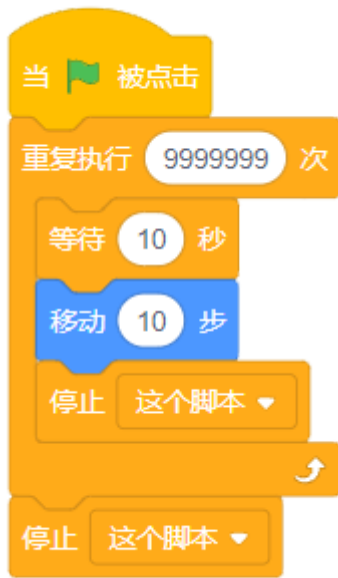 当 被点击
重复执行 9999999 次
等待 10 秒
移动 10 步
停止 这个脚本
停止 这个脚本